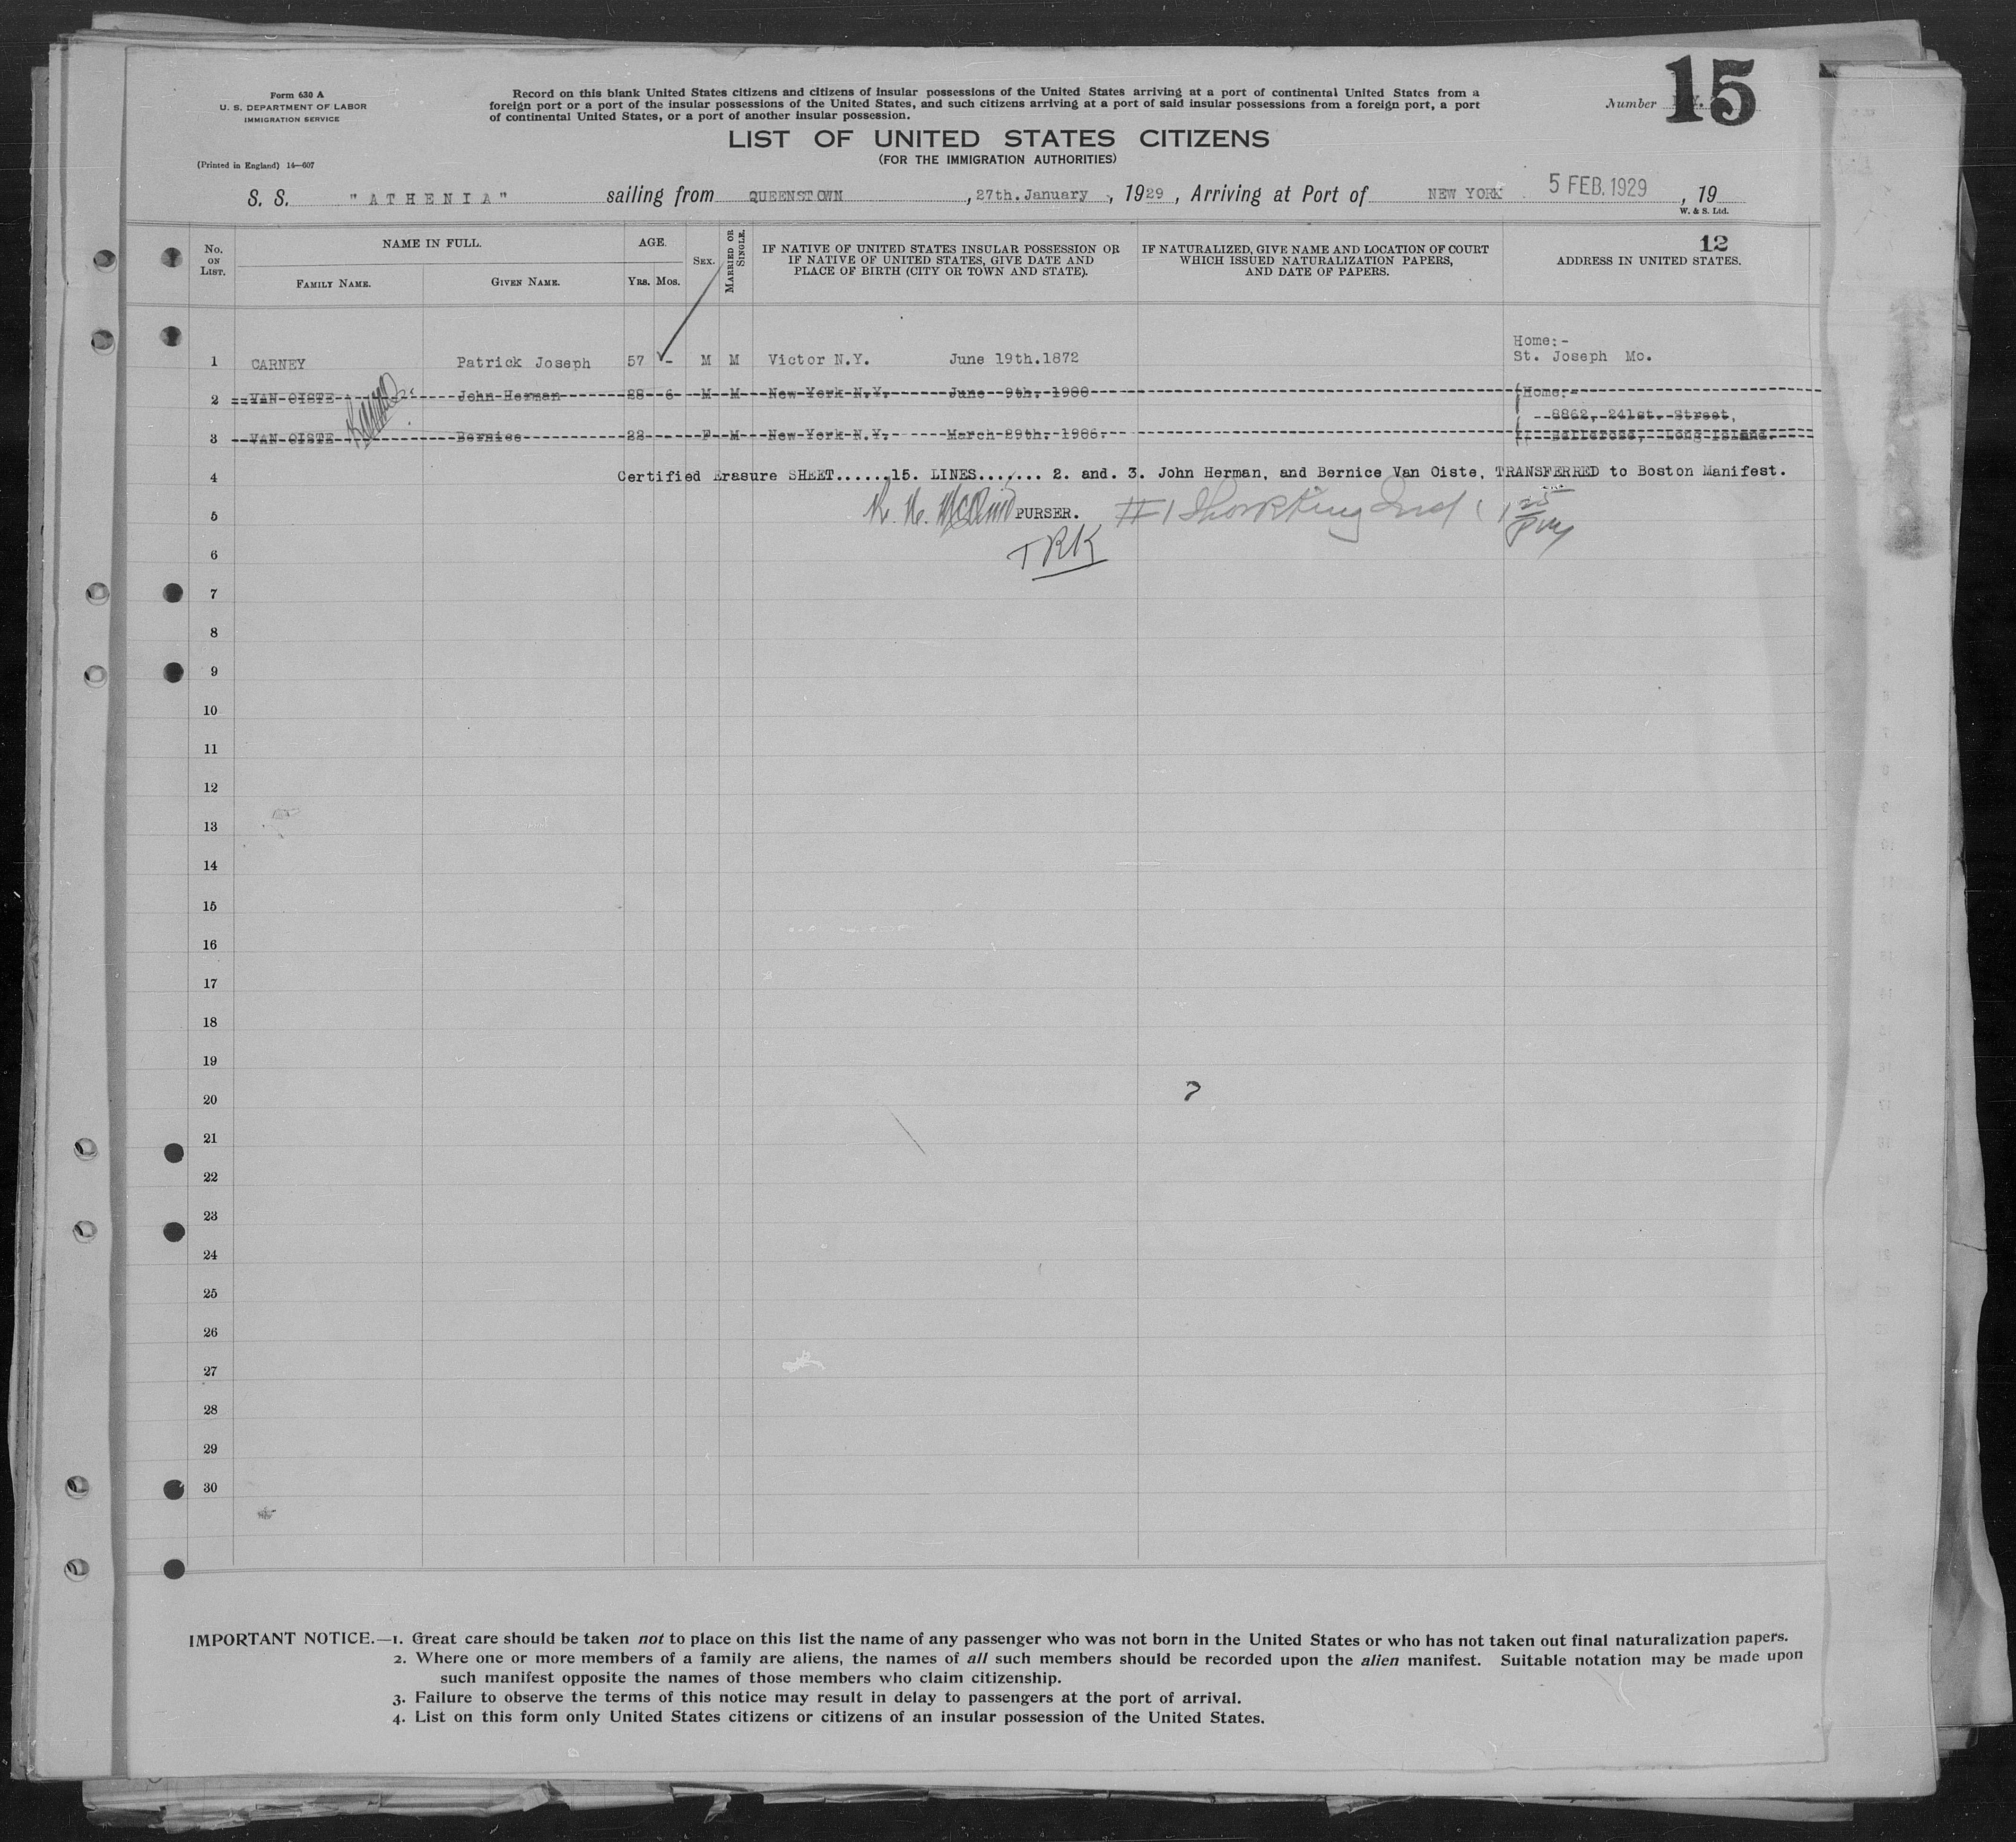 15
Form 630 A
U. S. DEPARTMENT OF LABOR
IMMIGRATION SERVICE
(Printed in England) 14—607
Record on this blank United States citizens and citizens of insular possessions of the United States arriving at a port of continental United States from a
foreign port or a port of the insular possessions of the United States, and such citizens arriving at a port of said insular possessions from a foreign port, a port
of continental United States, or a port of another insular possession.
Number
LIST OF UNITED STATES CITIZENS
(FOR THE IMMIGRATION AUTHORITIES)
S. S. "ATHENIA" sailing from QUEENSTOWN, 27th. January, 1929, Arriving at Port of NEW YORK 5 FEB. 1929, 19
W. & S. Ltd.
12
No. ON LIST.
NAME IN FULL.
FAMILY NAME.
GIVEN NAME.
AGE.
YRS. MOS.
SEX.
MARRIED OR SINGLE.
IF NATIVE OF UNITED STATES INSULAR POSSESSION OR
IF NATIVE OF UNITED STATES, GIVE DATE AND
PLACE OF BIRTH (CITY OR TOWN AND STATE).
IF NATURALIZED, GIVE NAME AND LOCATION OF COURT
WHICH ISSUED NATURALIZATION PAPERS,
AND DATE OF PAPERS.
ADDRESS IN UNITED STATES.
Home:-
1 CARNEY Patrick Joseph 57 - M M Victor N.Y. June 19th.1872 St. Joseph Mo.
2 VAN OISTE John Herman 28 6 M M New York N.Y. June 9th. 1900 Home:-
8862, 241st. Street,
3 VAN OISTE Bernice 22 F M New York N.Y. March 29th. 1906. Long Island.
4 Certified Erasure SHEET......15. LINES....... 2. and. 3. John Herman, and Bernice Van Oiste, TRANSFERRED to Boston Manifest.
5 PURSER. #1
6 TRK
7
8
9
10
11
12
13
14
15
16
17
18
19
20
21
22
23
24
25
26
27
28
29
30
IMPORTANT NOTICE.—1. Great care should be taken not to place on this list the name of any passenger who was not born in the United States or who has not taken out final naturalization papers.
2. Where one or more members of a family are aliens, the names of all such members should be recorded upon the alien manifest. Suitable notation may be made upon
such manifest opposite the names of those members who claim citizenship.
3. Failure to observe the terms of this notice may result in delay to passengers at the port of arrival.
4. List on this form only United States citizens or citizens of an insular possession of the United States.